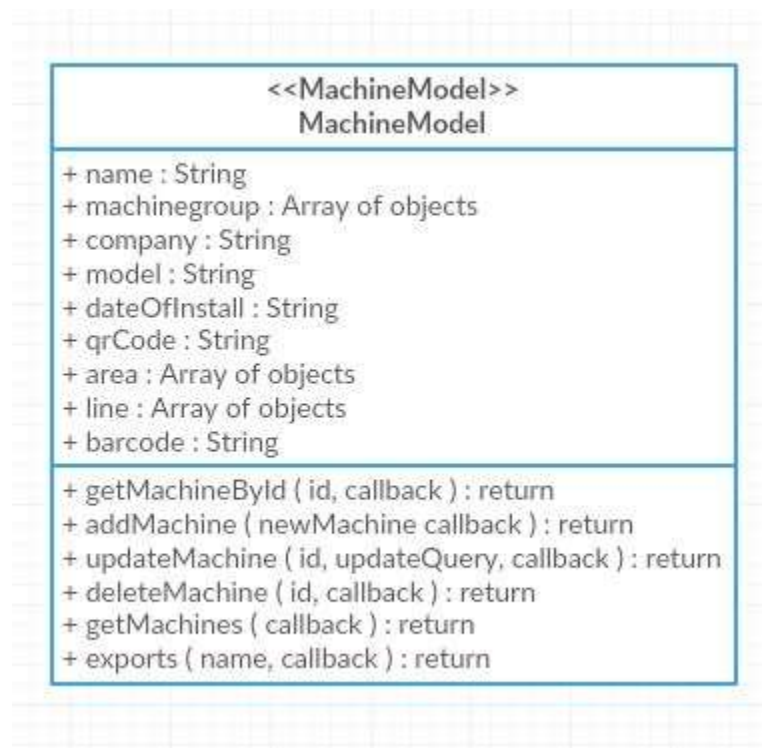 <<MachineModel>>
MachineModel
+ name : String
+ machinegroup : Array of objects
+ company : String
+ model : String
+ dateOfInstall : String
+ qrCode : String
+ area : Array of objects
+ line : Array of objects
+ barcode : String
+ getMachineById ( id, callback ) : return
+ addMachine ( newMachine callback ) : return
+ updateMachine ( id, updateQuery, callback ) : return
+ deleteMachine ( id, callback ) : return
+ getMachines ( callback ) : return
+ exports ( name, callback ) : return